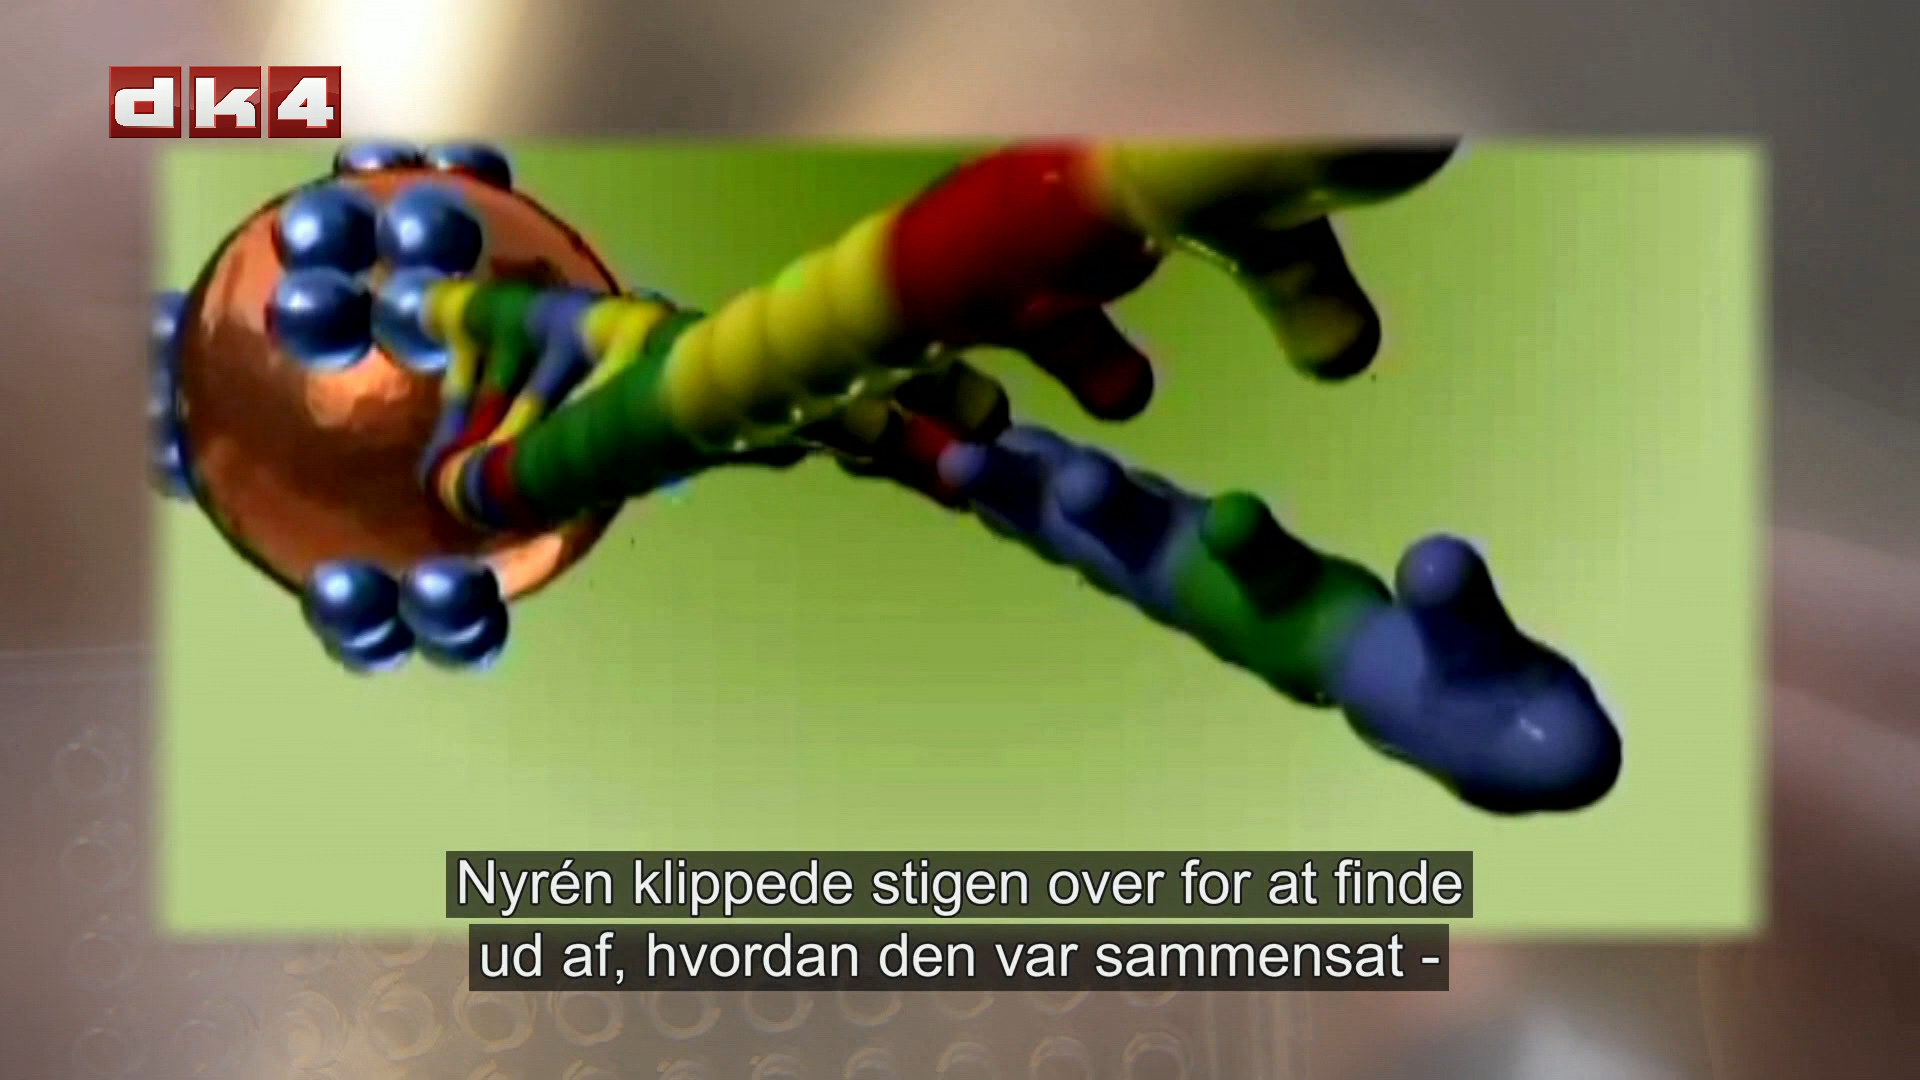 dk4
Nyrén klippede stigen over for at finde
ud af, hvordan den var sammensat -